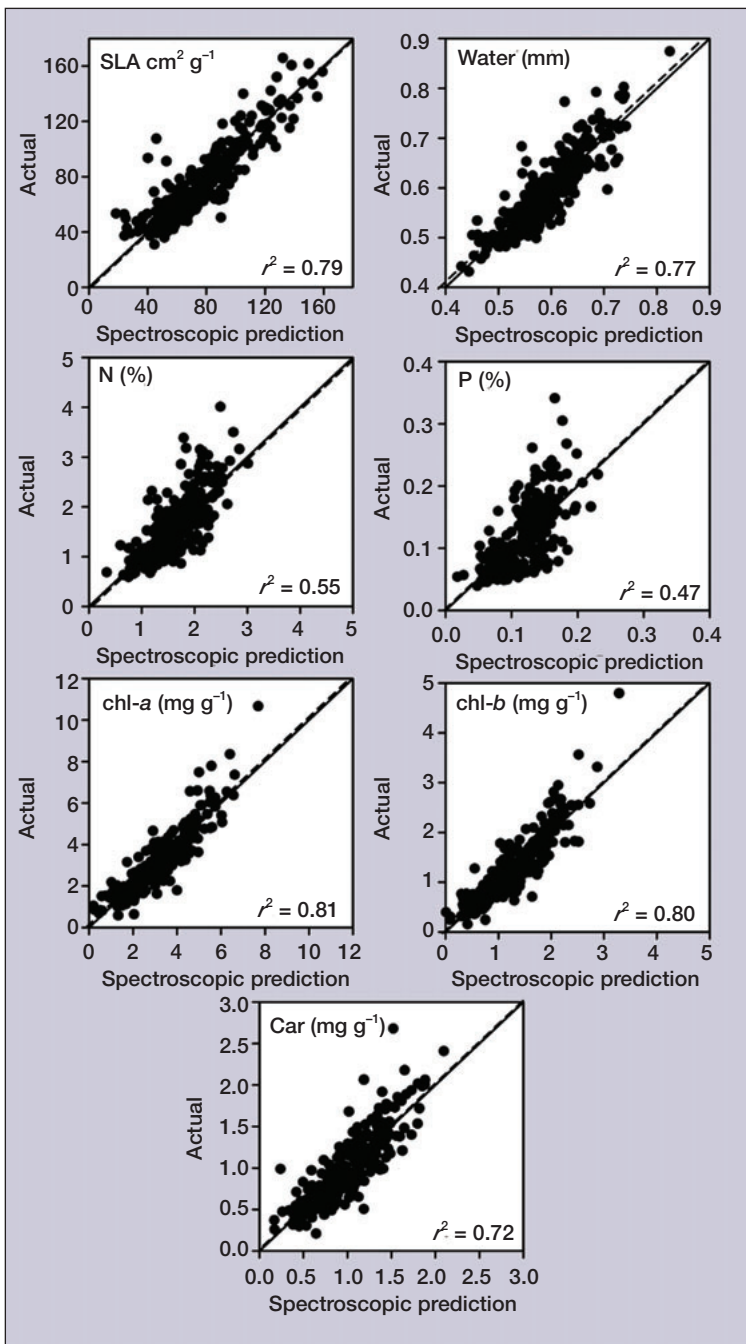 SLA cm² g⁻¹
160
120
80
40
0
Actual
0 40 80 120 160
Spectroscopic prediction
r² = 0.79
Water (mm)
0.9
0.8
0.7
0.6
0.5
0.4
Actual
0.4 0.5 0.6 0.7 0.8 0.9
Spectroscopic prediction
r² = 0.77
N (%)
5
4
3
2
1
0
Actual
0 1 2 3 4 5
Spectroscopic prediction
r² = 0.55
P (%)
0.4
0.3
0.2
0.1
0.0
Actual
0.0 0.1 0.2 0.3 0.4
Spectroscopic prediction
r² = 0.47
chl-a (mg g⁻¹)
12
10
8
6
4
2
0
Actual
0 2 4 6 8 10 12
Spectroscopic prediction
r² = 0.81
chl-b (mg g⁻¹)
5
4
3
2
1
0
Actual
0 1 2 3 4 5
Spectroscopic prediction
r² = 0.80
Car (mg g⁻¹)
3.0
2.5
2.0
1.5
1.0
0.5
0.0
Actual
0.0 0.5 1.0 1.5 2.0 2.5 3.0
Spectroscopic prediction
r² = 0.72